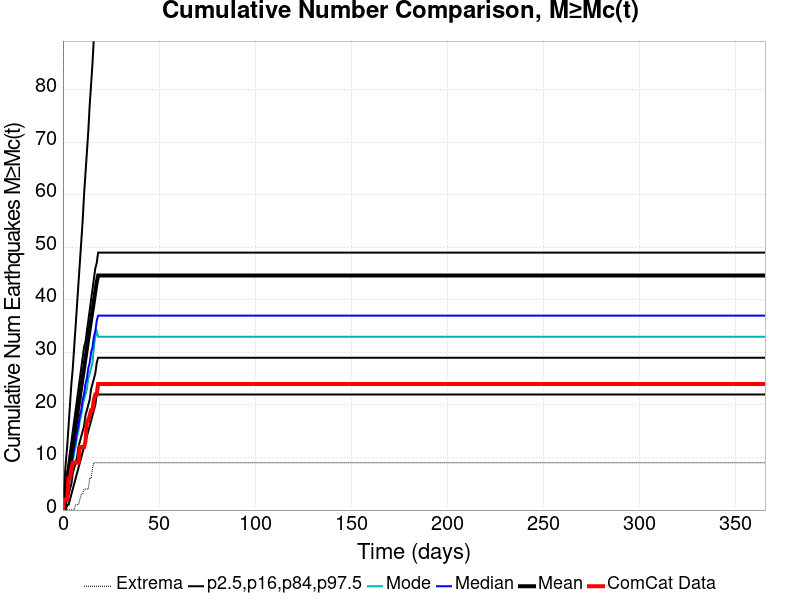 Cumulative Number Comparison, M≥Mc(t)
Cumulative Num Earthquakes M≥Mc(t)
80
70
60
50
40
30
20
10
0
0 50 100 150 200 250 300 350
Time (days)
Extrema p2.5,p16,p84,p97.5 Mode Median Mean ComCat Data